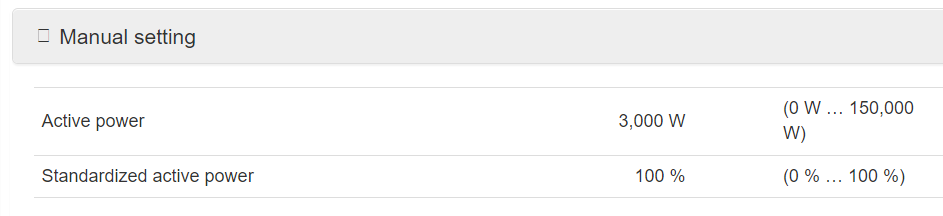 Manual setting
Active power 3,000 W (0 W … 150,000
W)
Standardized active power 100 % (0 % … 100 %)